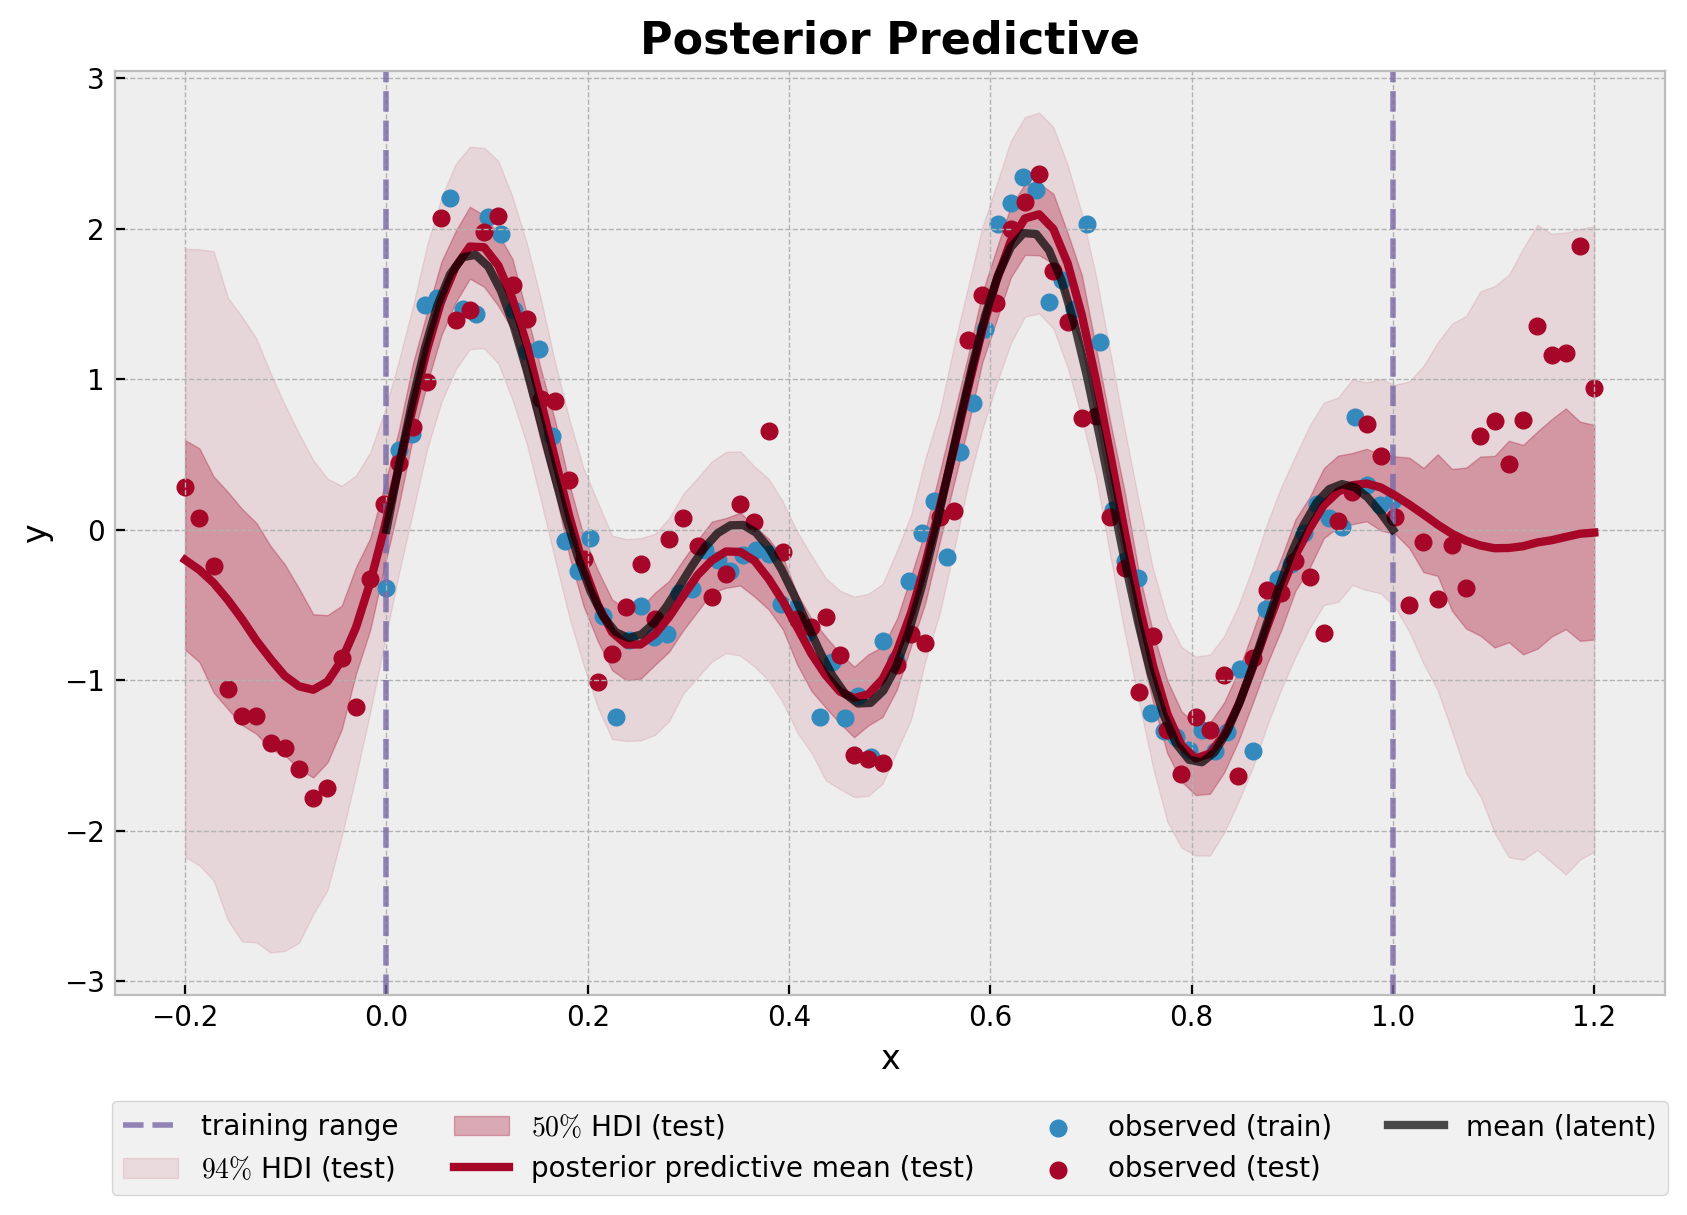 Posterior Predictive
3
2
1
0
−1
−2
−3
y
−0.2 0.0 0.2 0.4 0.6 0.8 1.0 1.2
x
training range 50% HDI (test) observed (train) mean (latent)
94% HDI (test) posterior predictive mean (test) observed (test)